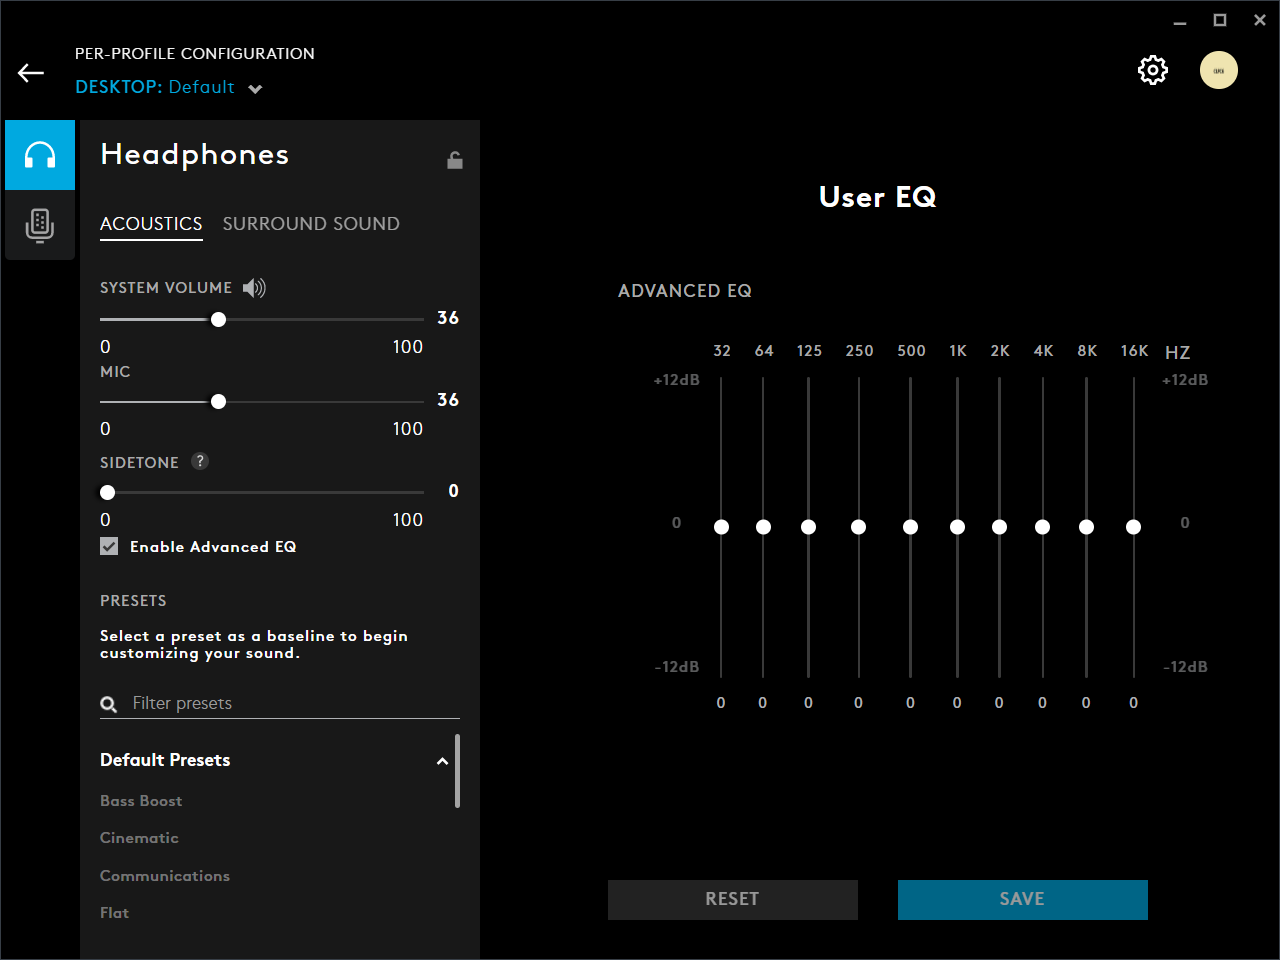 PER-PROFILE CONFIGURATION
DESKTOP: Default
Headphones
ACOUSTICS SURROUND SOUND
SYSTEM VOLUME
36
0 100
MIC
36
0 100
SIDETONE ?
0
0 100
Enable Advanced EQ
PRESETS
Select a preset as a baseline to begin
customizing your sound.
Filter presets
Default Presets
Bass Boost
Cinematic
Communications
Flat
User EQ
ADVANCED EQ
32 64 125 250 500 1K 2K 4K 8K 16K HZ
+12dB +12dB
0 0
-12dB -12dB
0 0 0 0 0 0 0 0 0 0
RESET SAVE